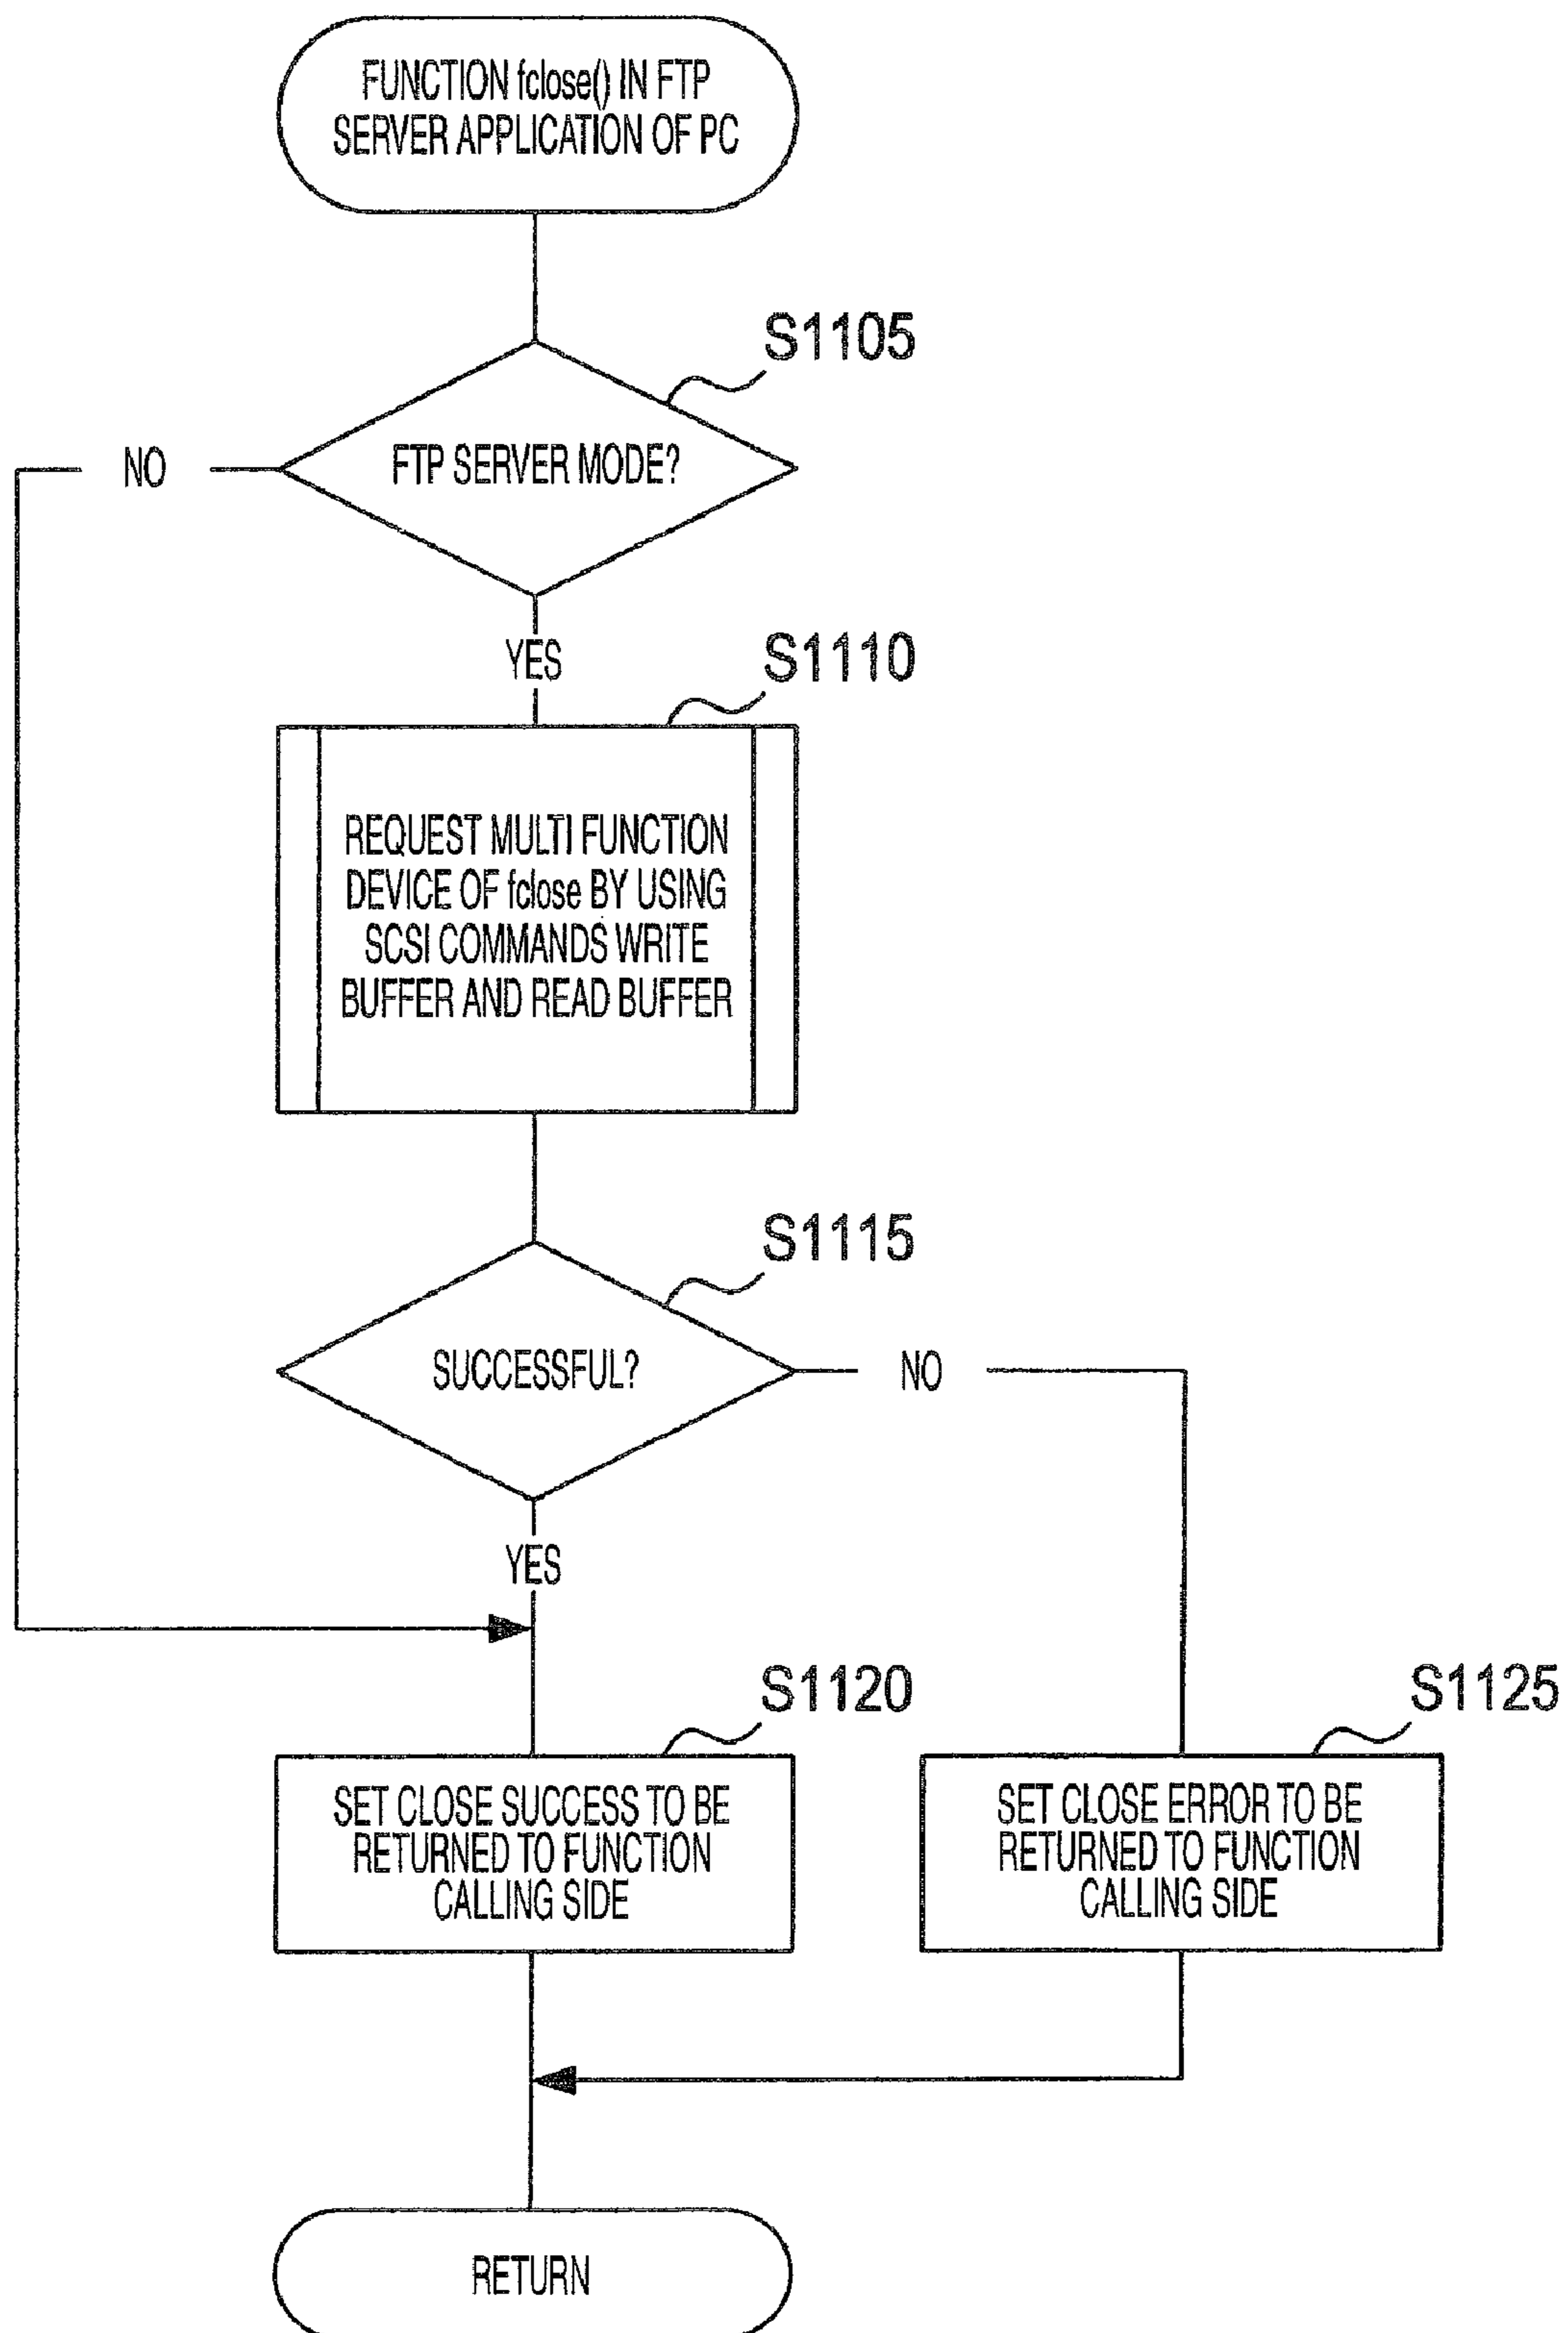 FUNCTION fclose() IN FTP
SERVER APPLICATION OF PC
S1105
NO
FTP SERVER MODE?
YES
S1110
REQUEST MULTI FUNCTION
DEVICE OF fclose BY USING
SCSI COMMANDS WRITE
BUFFER AND READ BUFFER
S1115
SUCCESSFUL?
NO
YES
S1120
SET CLOSE SUCCESS TO BE
RETURNED TO FUNCTION
CALLING SIDE
S1125
SET CLOSE ERROR TO BE
RETURNED TO FUNCTION
CALLING SIDE
RETURN